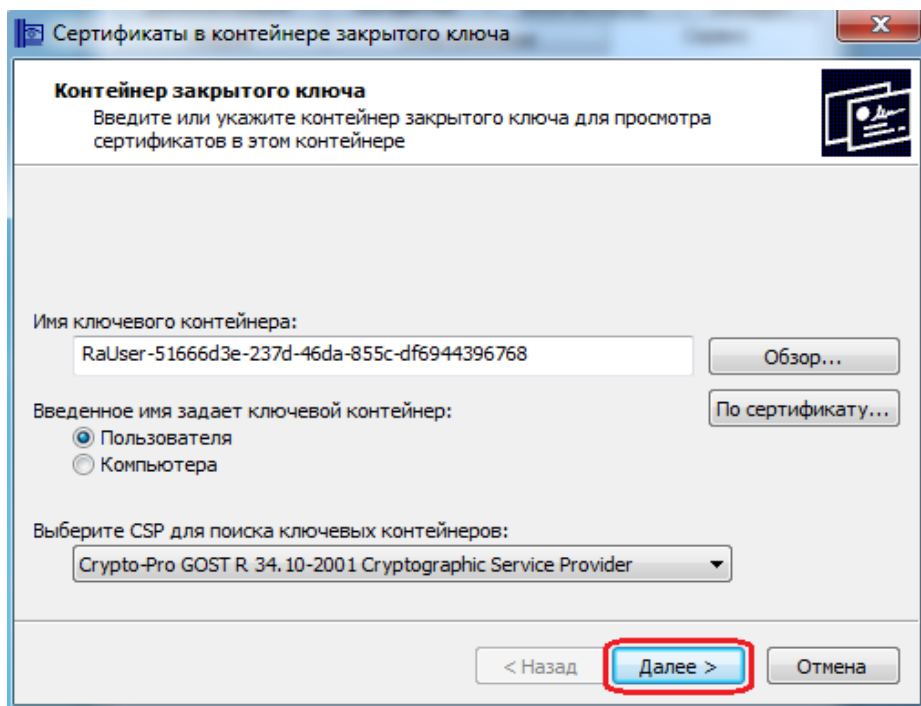 Сертификаты в контейнере закрытого ключа
Контейнер закрытого ключа
Введите или укажите контейнер закрытого ключа для просмотра
сертификатов в этом контейнере
Имя ключевого контейнера:
RaUser-51666d3e-237d-46da-855c-df6944396768
Обзор...
Введенное имя задает ключевой контейнер:
По сертификату...
Пользователя
Компьютера
Выберите CSP для поиска ключевых контейнеров:
Crypto-Pro GOST R 34.10-2001 Cryptographic Service Provider
< Назад
Далее >
Отмена